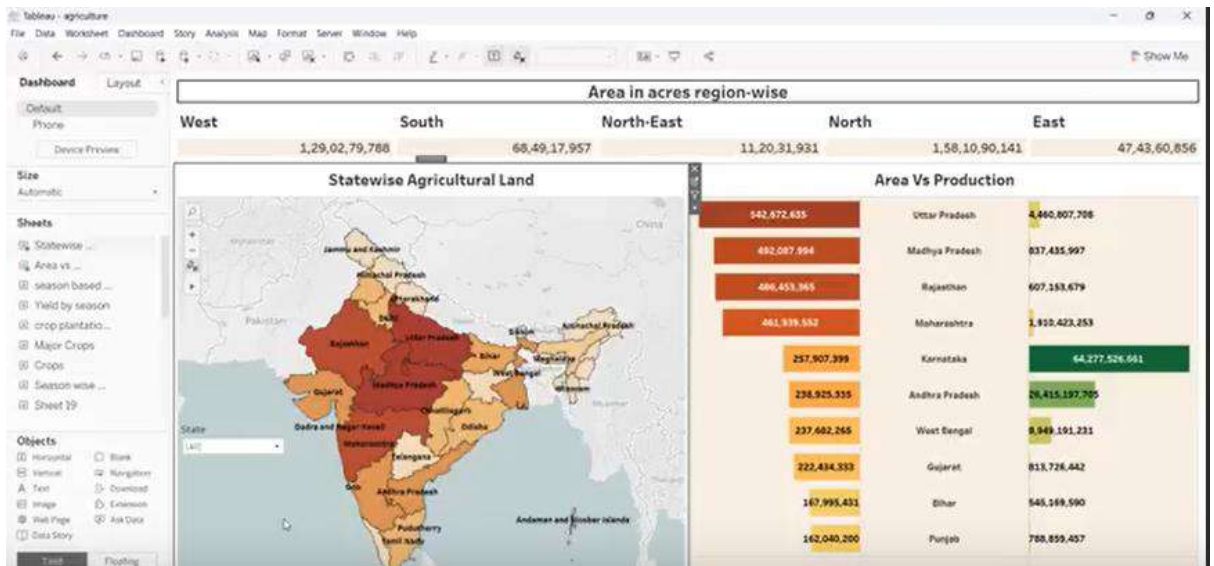 Tableau - agriculture
File Data Worksheet Dashboard Story Analysis Map Format Server Window Help
Show Me
Dashboard Layout
Default
Phone
Device Preview
Size
Automatic
Sheets
Statewise ...
Area vs ...
season based ...
Yield by season
crop plantatio...
Major Crops
Crops
Season wise ...
Sheet 19
Objects
Horizontal Blank
Vertical Navigation
Text Download
Image Extension
Web Page Ask Data
Data Story
Tiled Floating
Area in acres region-wise
West South North-East North East
1,29,02,79,788 68,49,17,957 11,20,31,931 1,58,10,90,141 47,43,60,856
Statewise Agricultural Land
China
Jammu and Kashmir
Himachal Pradesh
Uttarakhand
Pakistan
Delhi
Sikkim
Arunachal Pradesh
Rajasthan
Uttar Pradesh
Bihar
Meghalaya
West Bengal
Mizoram
Gujarat
Madhya Pradesh
Chhattisgarh
Myanmar
Dadra and Nagar Haveli
Odisha
State
(All)
Maharashtra
Telangana
Goa
Andhra Pradesh
Andaman and Nicobar Islands
Puducherry
Tamil Nadu
Area Vs Production
542,672,635 Uttar Pradesh 4,460,807,708
492,087,994 Madhya Pradesh 837,435,997
486,453,365 Rajasthan 607,153,679
461,939,552 Maharashtra 1,910,423,253
257,907,399 Karnataka 64,277,526,661
238,925,335 Andhra Pradesh 26,415,197,705
237,602,265 West Bengal 8,949,191,231
222,434,333 Gujarat 813,726,442
167,995,431 Bihar 545,169,590
162,040,200 Punjab 788,859,457